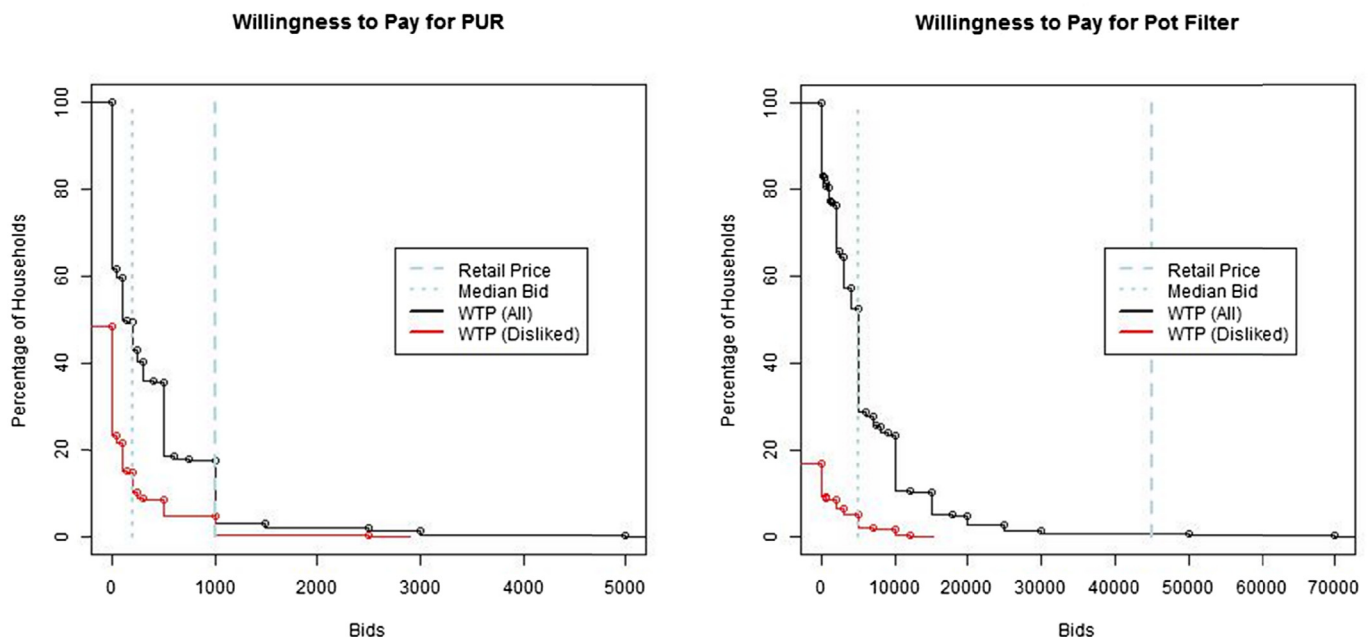 Willingness to Pay for PUR
Percentage of Households
100
80
60
40
20
0
Retail Price
Median Bid
WTP (All)
WTP (Disliked)
0 1000 2000 3000 4000 5000
Bids
Willingness to Pay for Pot Filter
Percentage of Households
100
80
60
40
20
0
Retail Price
Median Bid
WTP (All)
WTP (Disliked)
0 10000 20000 30000 40000 50000 60000 70000
Bids